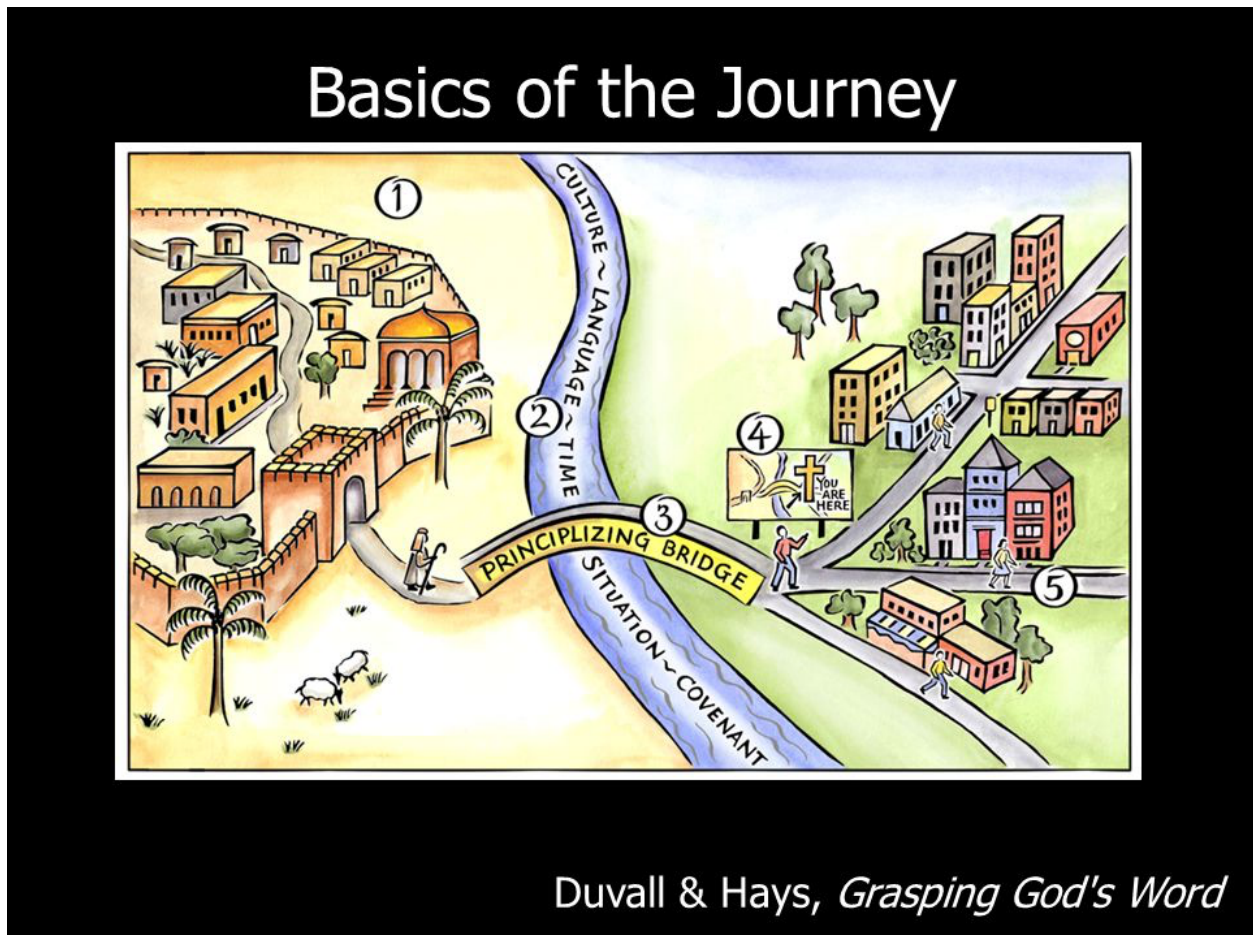 Basics of the Journey
1
CULTURE ~ LANGUAGE ~ TIME
2
3
PRINCIPLIZING BRIDGE
SITUATION ~ COVENANT
4
YOU
ARE
HERE
5
Duvall & Hays, Grasping God's Word